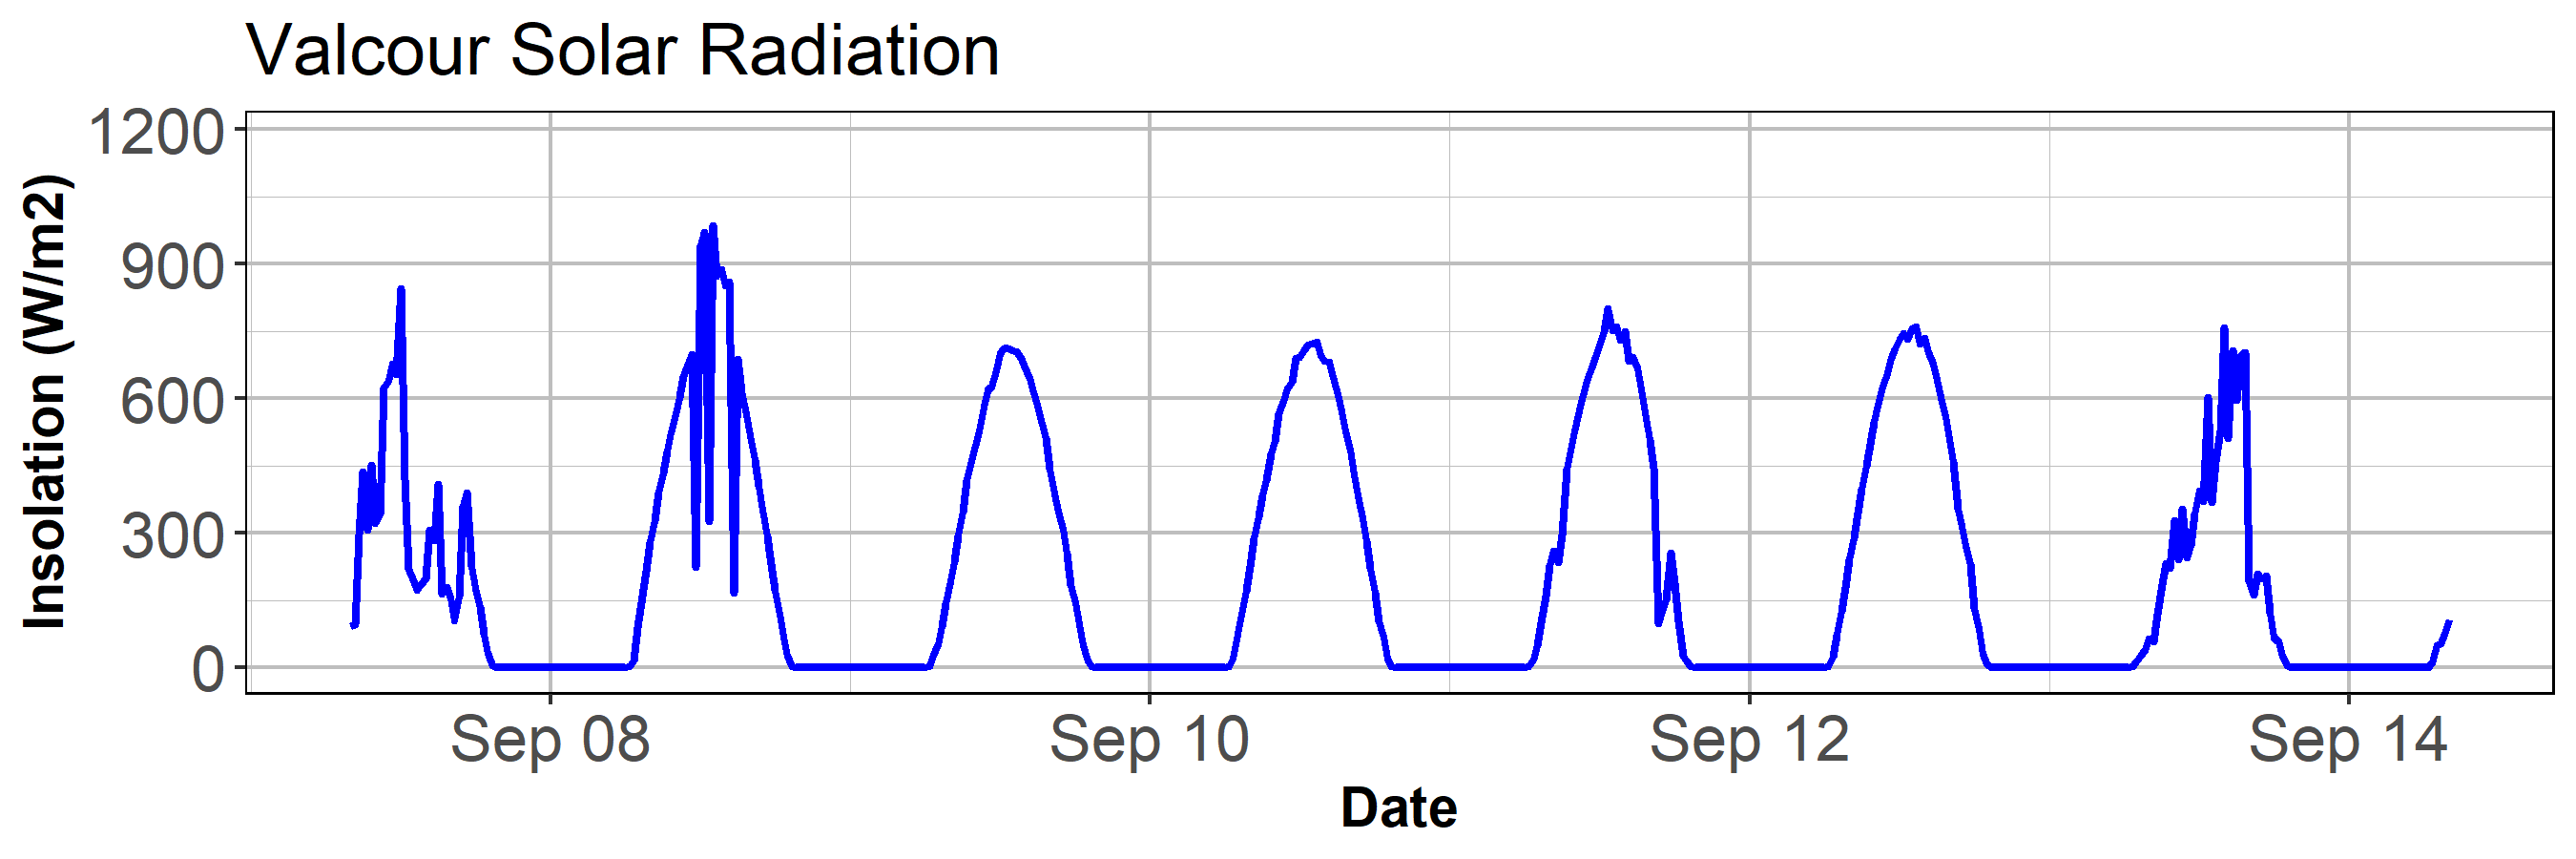 Valcour Solar Radiation
Insolation (W/m2)
1200
900
600
300
0
Sep 08 Sep 10 Sep 12 Sep 14
Date